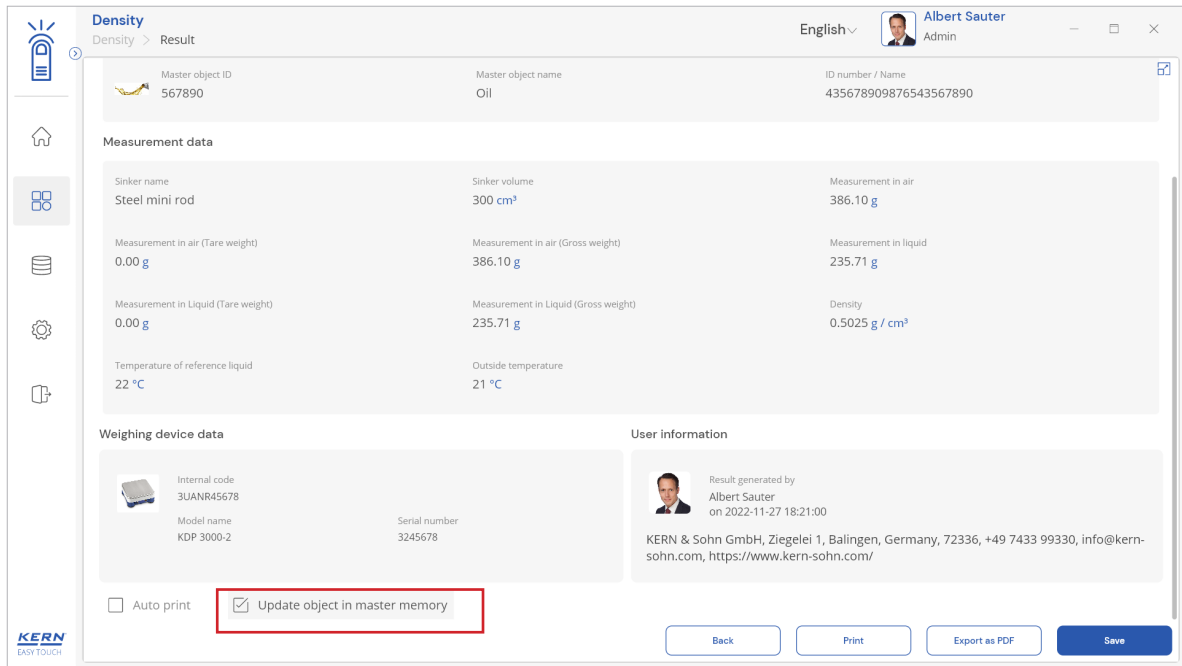 Density
Density > Result
English
Albert Sauter
Admin
Master object ID
567890
Master object name
Oil
ID number / Name
435678909876543567890
Measurement data
Sinker name
Steel mini rod
Sinker volume
300 cm³
Measurement in air
386.10 g
Measurement in air (Tare weight)
0.00 g
Measurement in air (Gross weight)
386.10 g
Measurement in liquid
235.71 g
Measurement in Liquid (Tare weight)
0.00 g
Measurement in Liquid (Gross weight)
235.71 g
Density
0.5025 g / cm³
Temperature of reference liquid
22 °C
Outside temperature
21 °C
Weighing device data
Internal code
3UANR45678
Model name
KDP 3000-2
Serial number
3245678
User information
Result generated by
Albert Sauter
on 2022-11-27 18:21:00
KERN & Sohn GmbH, Ziegelei 1, Balingen, Germany, 72336, +49 7433 99330, info@kern-
sohn.com, https://www.kern-sohn.com/
Auto print
Update object in master memory
Back
Print
Export as PDF
Save
KERN
EASY TOUCH